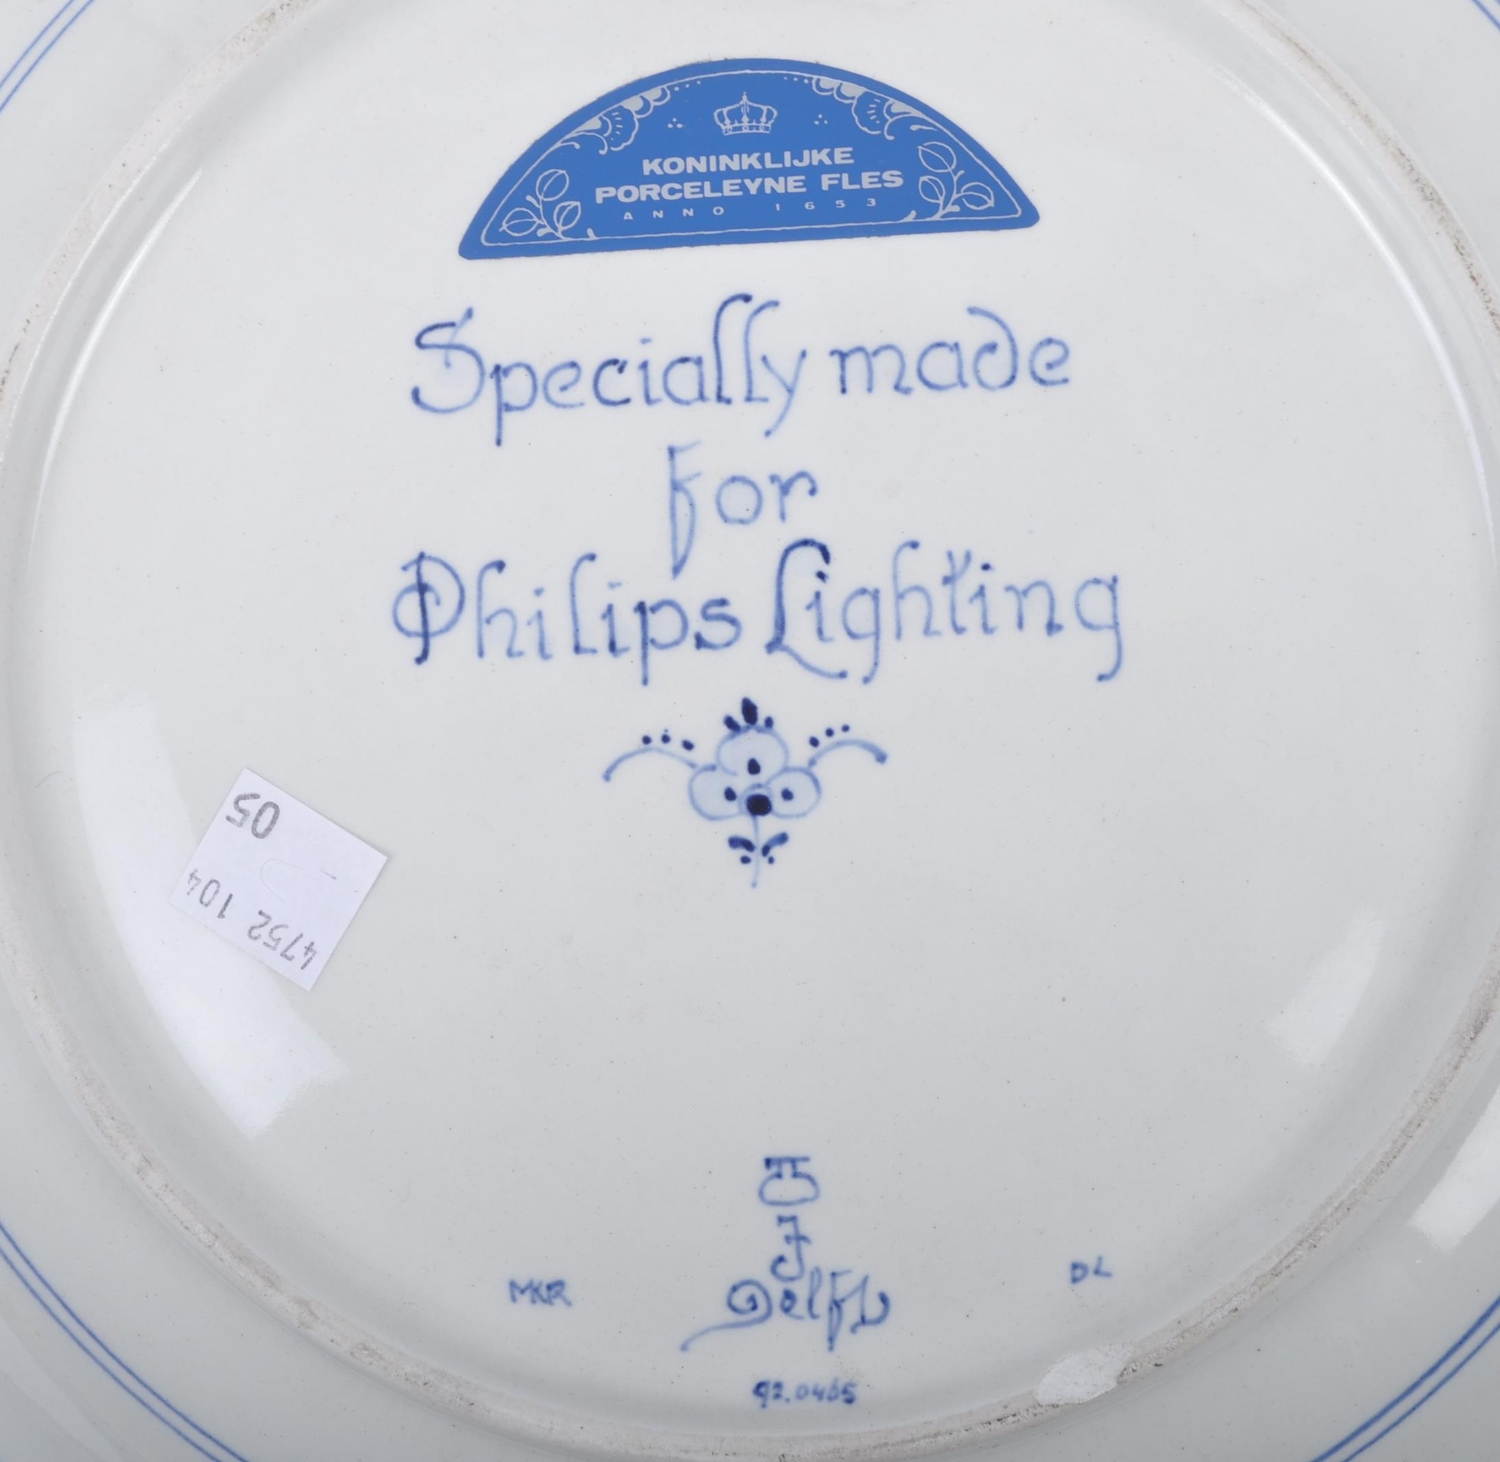 KONINKLIJKE
PORCELEYNE FLES
ANNO 1653
Specially made
for
Philips Lighting
05
4752 104
Delft
MKR
DL
92.0465